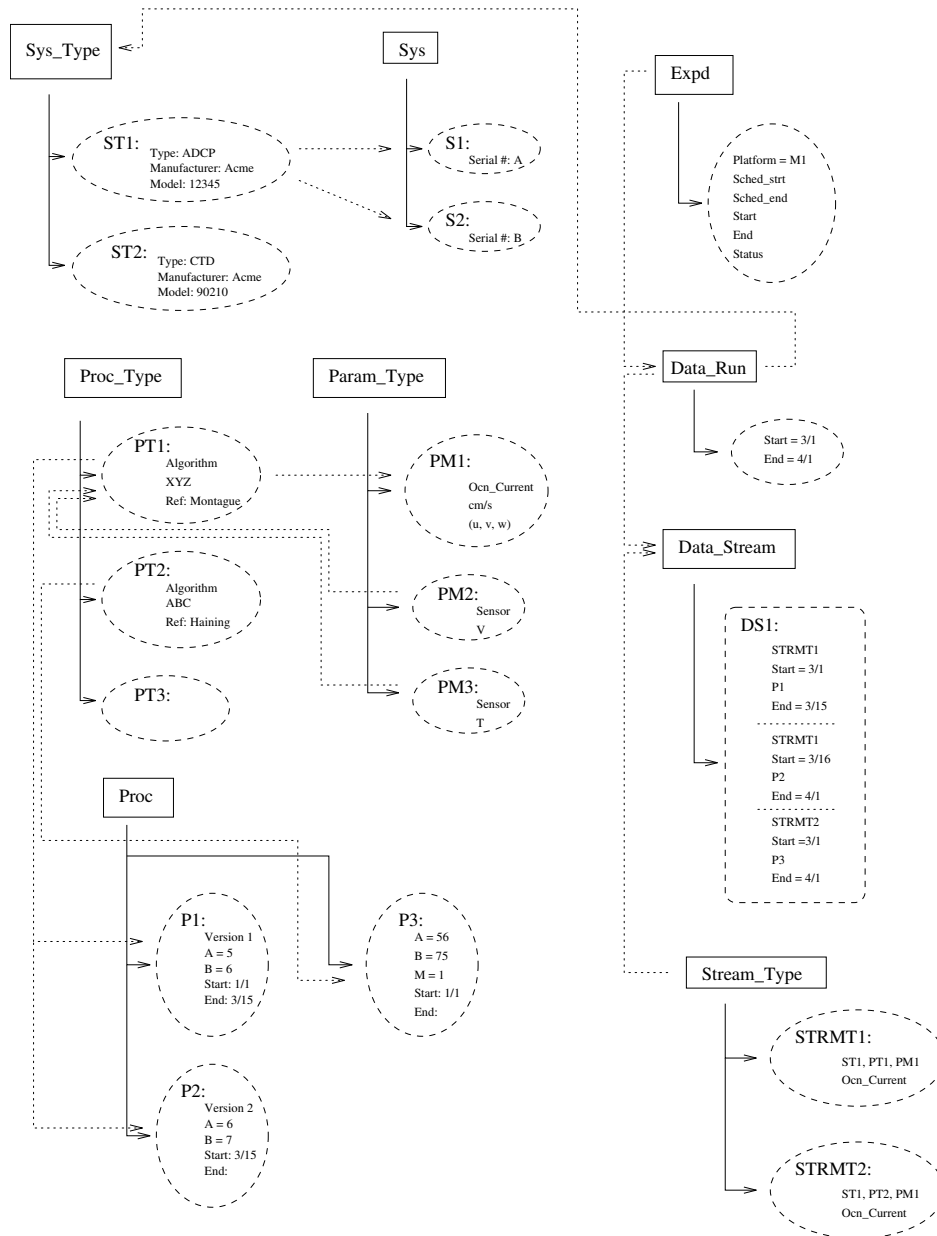 Sys_Type
ST1:
Type: ADCP
Manufacturer: Acme
Model: 12345
ST2:
Type: CTD
Manufacturer: Acme
Model: 90210
Sys
S1:
Serial #: A
S2:
Serial #: B
Expd
Platform = M1
Sched_strt
Sched_end
Start
End
Status
Proc_Type
PT1:
Algorithm
XYZ
Ref: Montague
PT2:
Algorithm
ABC
Ref: Haining
PT3:
Param_Type
PM1:
Ocn_Current
cm/s
(u, v, w)
PM2:
Sensor
V
PM3:
Sensor
T
Data_Run
Start = 3/1
End = 4/1
Data_Stream
DS1:
STRMT1
Start = 3/1
P1
End = 3/15
STRMT1
Start = 3/16
P2
End = 4/1
STRMT2
Start =3/1
P3
End = 4/1
Proc
P1:
Version 1
A = 5
B = 6
Start: 1/1
End: 3/15
P2:
Version 2
A = 6
B = 7
Start: 3/15
End:
P3:
A = 56
B = 75
M = 1
Start: 1/1
End:
Stream_Type
STRMT1:
ST1, PT1, PM1
Ocn_Current
STRMT2:
ST1, PT2, PM1
Ocn_Current